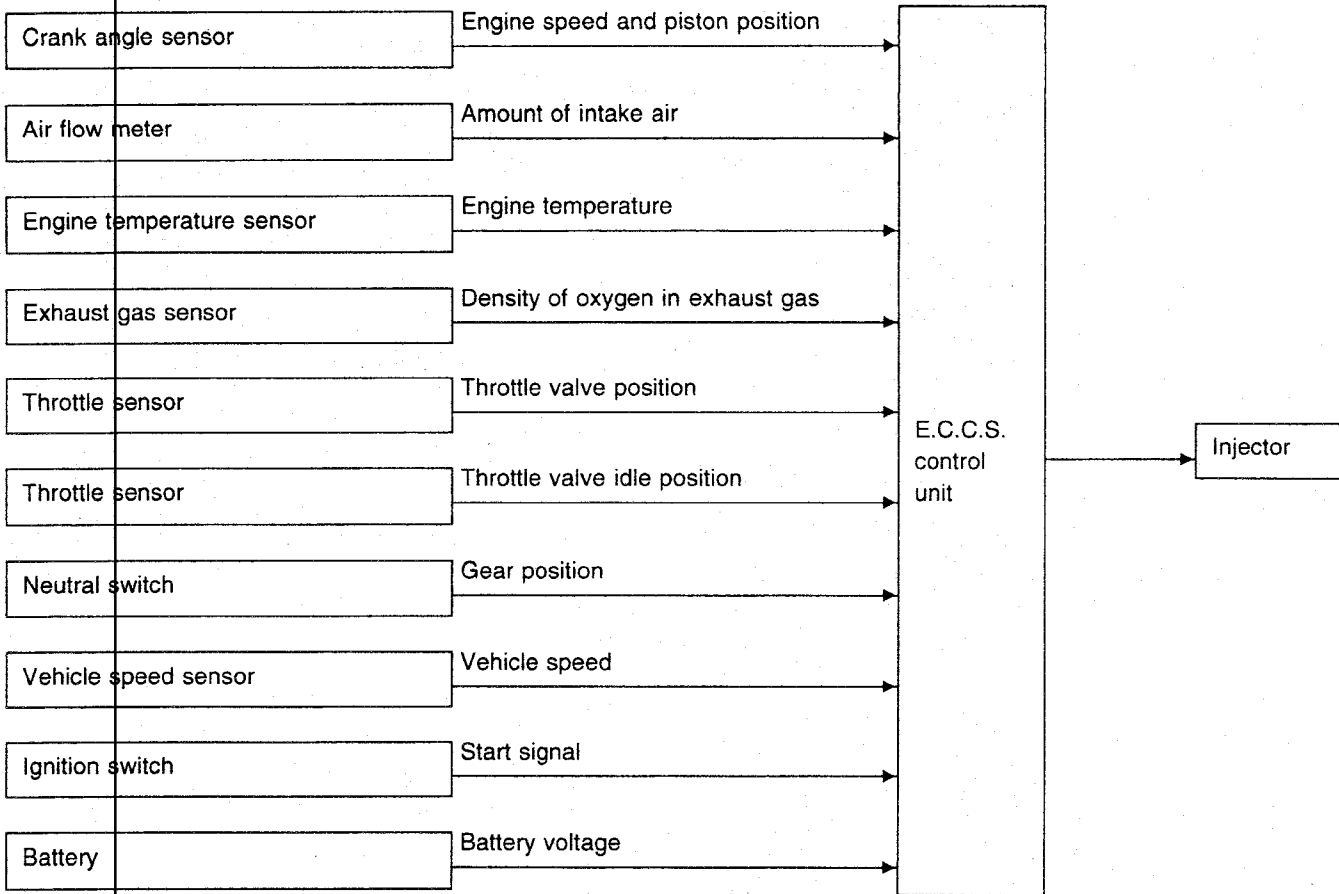 Crank angle sensor
Engine speed and piston position
Air flow meter
Amount of intake air
Engine temperature sensor
Engine temperature
Exhaust gas sensor
Density of oxygen in exhaust gas
Throttle sensor
Throttle valve position
Throttle sensor
Throttle valve idle position
Neutral switch
Gear position
Vehicle speed sensor
Vehicle speed
Ignition switch
Start signal
Battery
Battery voltage
E.C.C.S.
control
unit
Injector